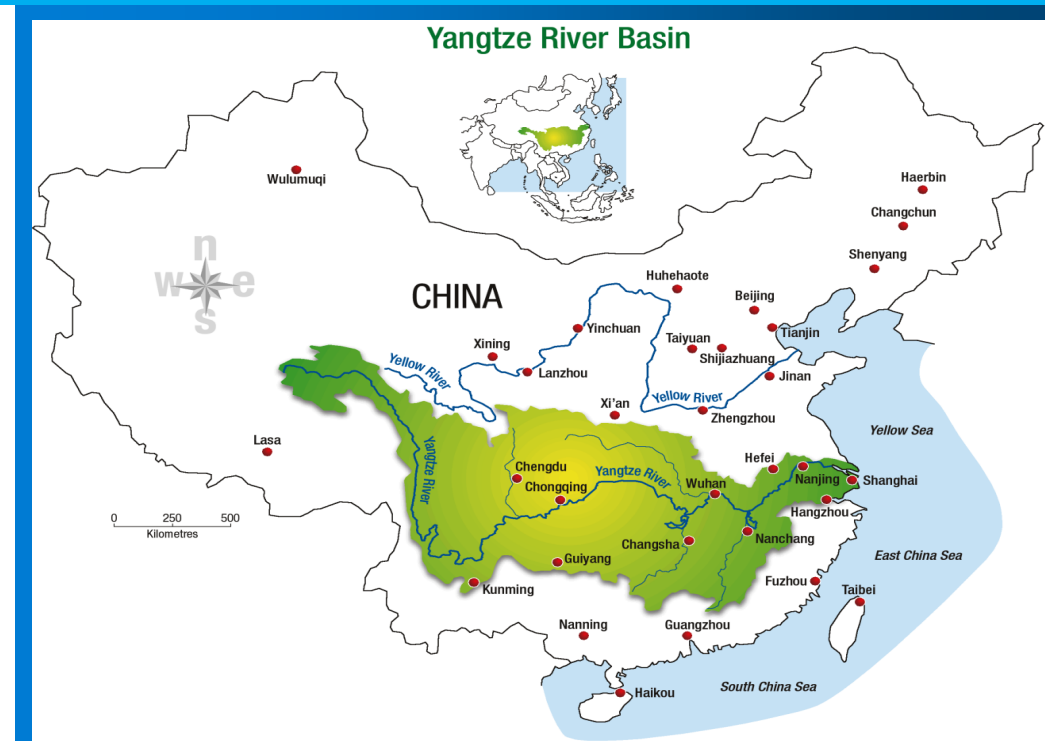 Yangtze River Basin
Wulumuqi
Haerbin
Changchun
Shenyang
n
w e
s
CHINA
Huhehaote
Beijing
Tianjin
Yinchuan
Taiyuan
Shijiazhuang
Xining
Yellow River
Lanzhou
Jinan
Yellow River
Xi'an
Zhengzhou
Yellow Sea
Lasa
Yangtze River
Chengdu
Chongqing
Yangtze River
Wuhan
Hefei
Nanjing
Shanghai
Hangzhou
0 250 500
Kilometres
Changsha
Nanchang
East China Sea
Guiyang
Kunming
Fuzhou
Taibei
Nanning
Guangzhou
Haikou
South China Sea